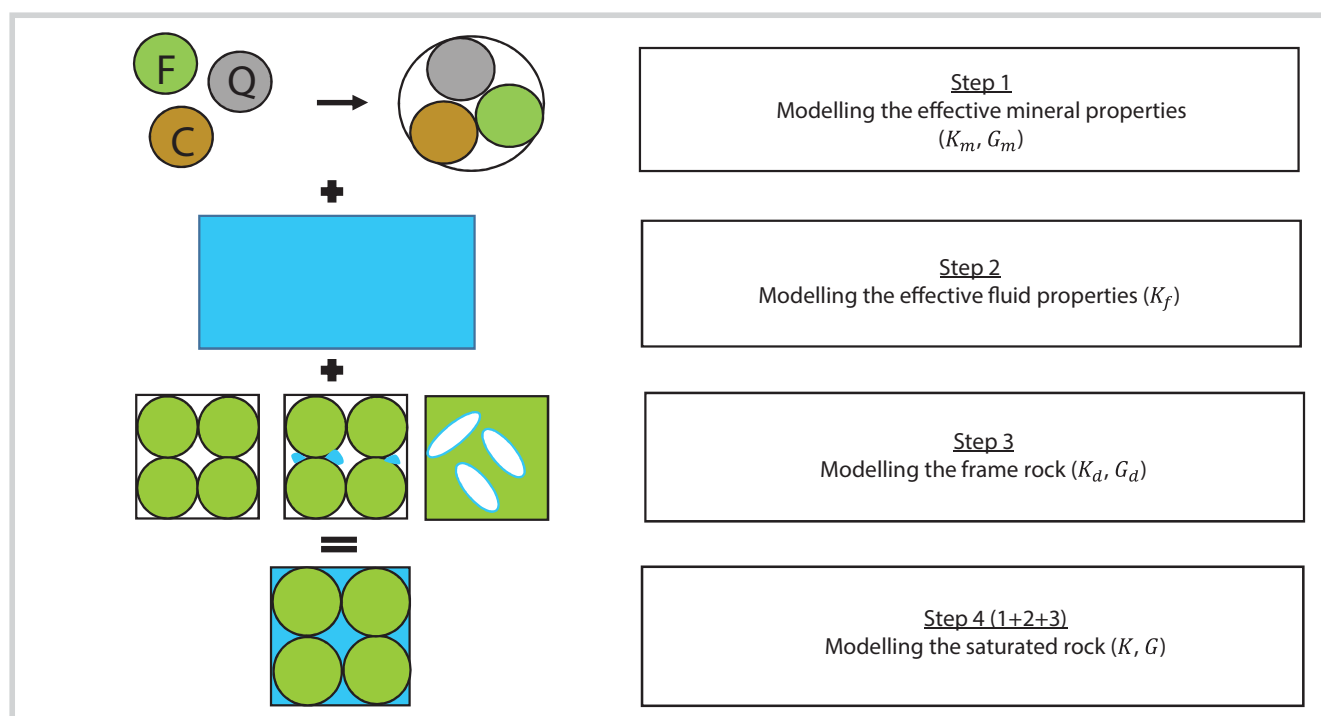 F
Q
C
Step 1
Modelling the effective mineral properties
(K_m, G_m)
Step 2
Modelling the effective fluid properties (K_f)
Step 3
Modelling the frame rock (K_d, G_d)
Step 4 (1+2+3)
Modelling the saturated rock (K, G)